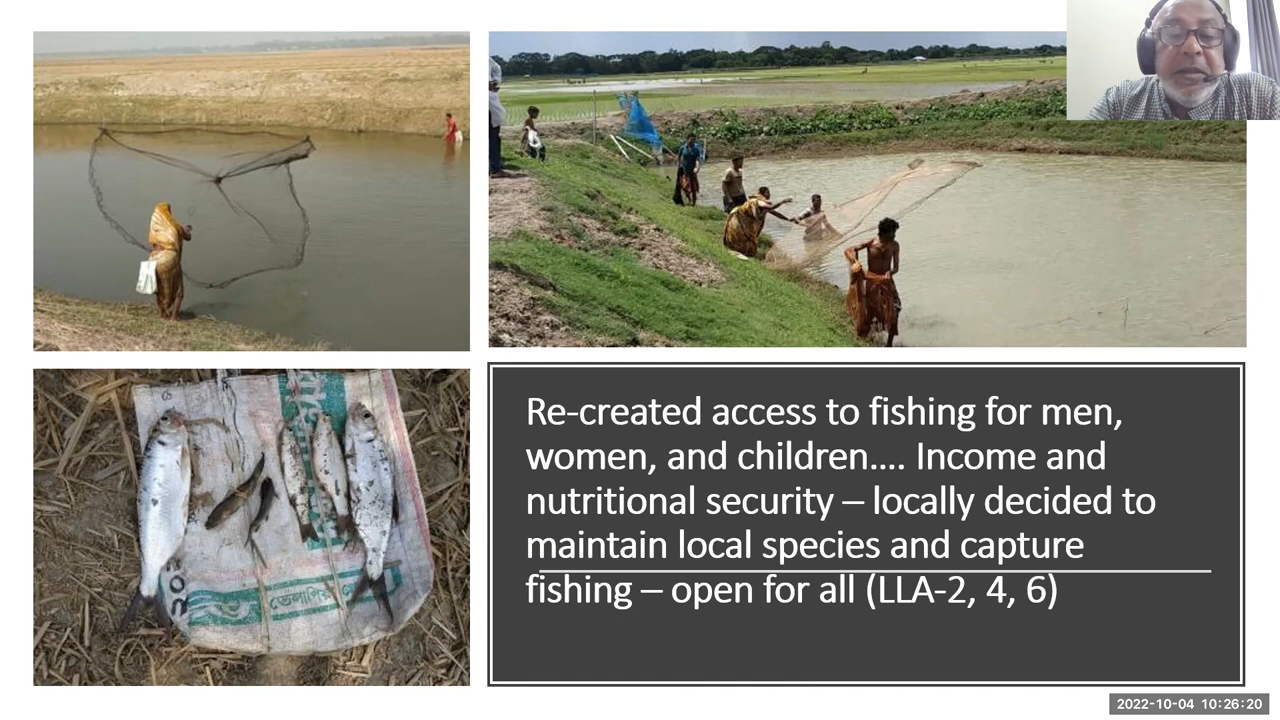 Re-created access to fishing for men,
women, and children…. Income and
nutritional security – locally decided to
maintain local species and capture
fishing – open for all (LLA-2, 4, 6)
2022-10-04 10:26:20